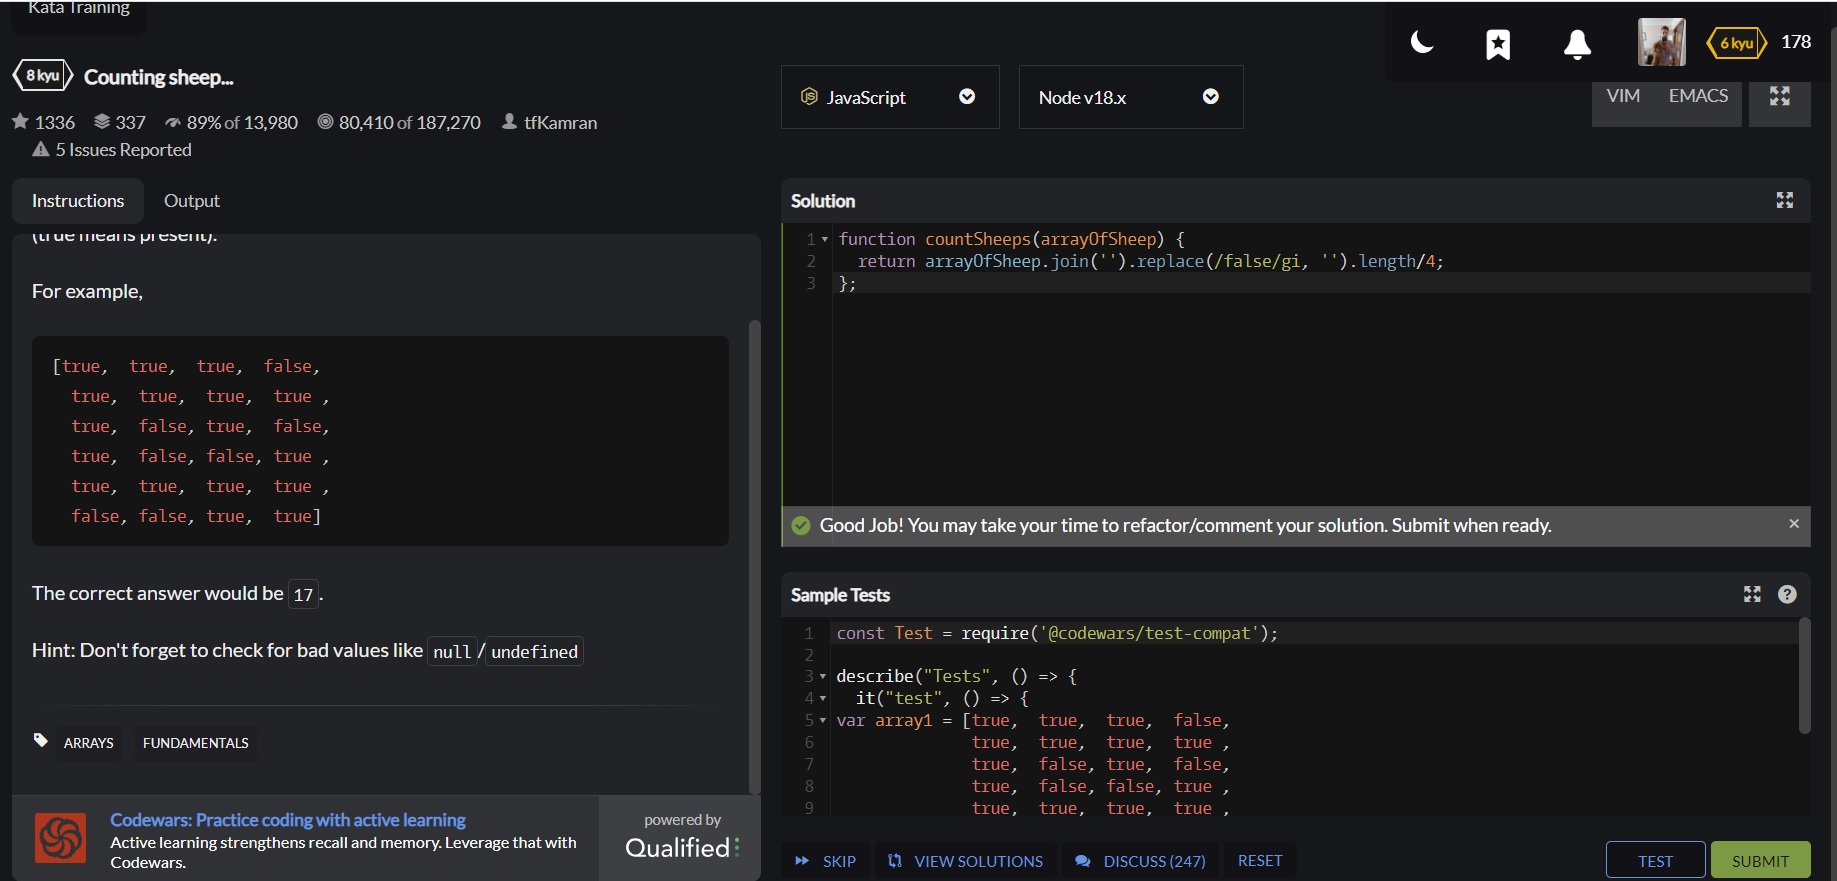 Kata Training
8 kyu Counting sheep...
1336 337 89% of 13,980 80,410 of 187,270 tfKamran
5 Issues Reported
Instructions Output
(true means present).
For example,
[true, true, true, false,
true, true, true, true ,
true, false, true, false,
true, false, false, true ,
true, true, true, true ,
false, false, true, true]
The correct answer would be 17.
Hint: Don't forget to check for bad values like null/undefined
ARRAYS FUNDAMENTALS
Codewars: Practice coding with active learning
Active learning strengthens recall and memory. Leverage that with
Codewars.
powered by
Qualified
6 kyu 178
JavaScript Node v18.x VIM EMACS
Solution
1 function countSheeps(arrayOfSheep) {
2 return arrayOfSheep.join('').replace(/false/gi, '').length/4;
3 };
Good Job! You may take your time to refactor/comment your solution. Submit when ready. ×
Sample Tests ?
1 const Test = require('@codewars/test-compat');
2
3 describe("Tests", () => {
4 it("test", () => {
5 var array1 = [true, true, true, false,
6 true, true, true, true ,
7 true, false, true, false,
8 true, false, false, true ,
9 true, true, true, true ,
SKIP VIEW SOLUTIONS DISCUSS (247) RESET TEST SUBMIT